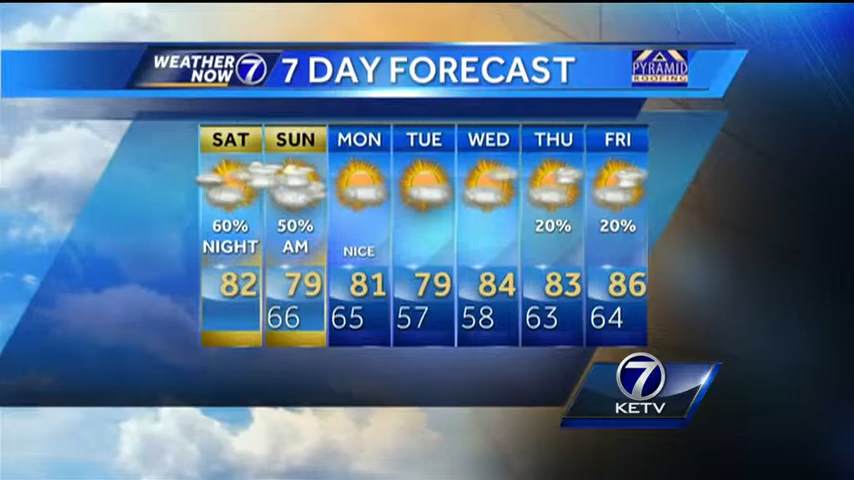 WEATHER
NOW 7
7 DAY FORECAST
PYRAMID
ROOFING
SAT SUN MON TUE WED THU FRI
60% 50% 20% 20%
NIGHT AM NICE
82 79 81 79 84 83 86
66 65 57 58 63 64
7
KETV